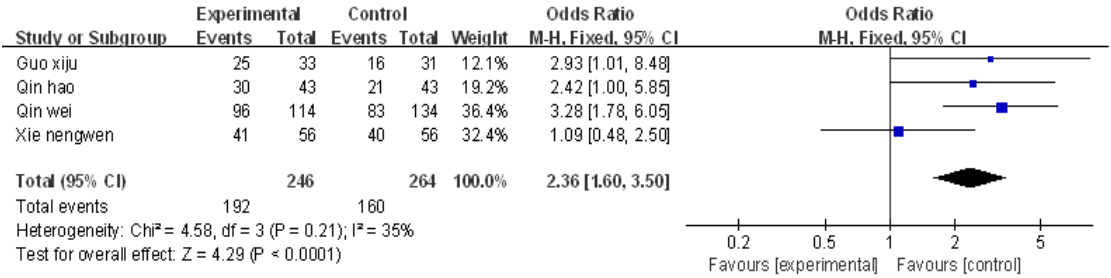 Experimental Control Odds Ratio Odds Ratio
Study or Subgroup Events Total Events Total Weight M-H, Fixed, 95% CI M-H, Fixed, 95% CI
Guo xiju 25 33 16 31 12.1% 2.93 [1.01, 8.48]
Qin hao 30 43 21 43 19.2% 2.42 [1.00, 5.85]
Qin wei 96 114 83 134 36.4% 3.28 [1.78, 6.05]
Xie nengwen 41 56 40 56 32.4% 1.09 [0.48, 2.50]
Total (95% CI) 246 264 100.0% 2.36 [1.60, 3.50]
Total events 192 160
Heterogeneity: Chi² = 4.58, df = 3 (P = 0.21); I² = 35%
Test for overall effect: Z = 4.29 (P < 0.0001)
0.2 0.5 1 2 5
Favours [experimental] Favours [control]